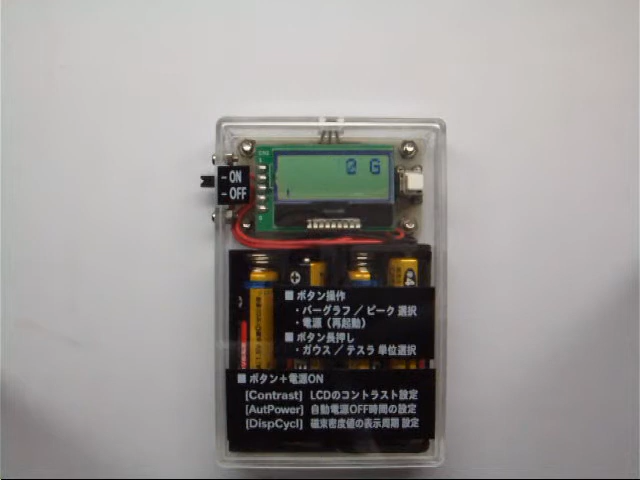 0 G
- ON
- OFF
■ ボタン操作
・バーグラフ／ピーク 選択
・電源（再起動）
■ ボタン長押し
・ガウス／テスラ 単位選択
■ ボタン＋電源ON
[Contrast] LCDのコントラスト設定
[AutPower] 自動電源OFF時間の設定
[DispCycl] 磁束密度値の表示周期 設定